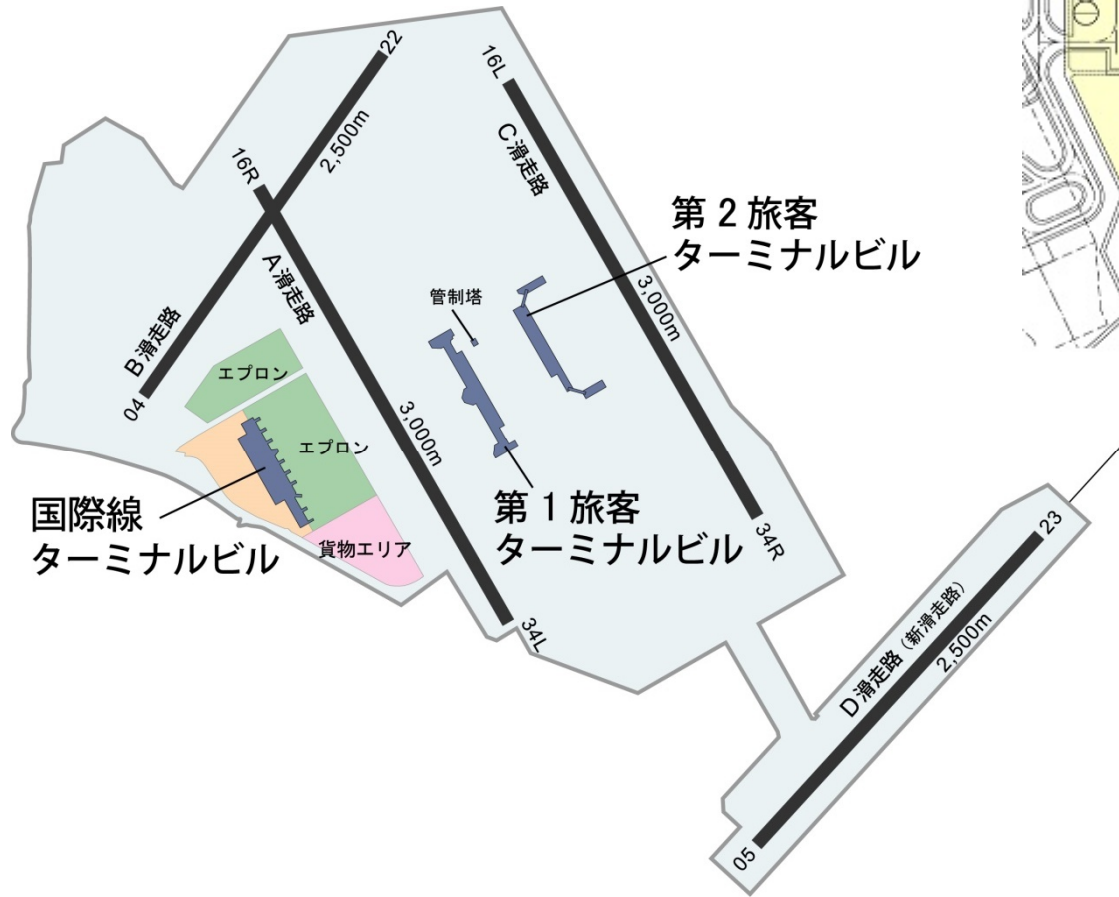 22
16L
2,500m
C滑走路
16R
第 2 旅客
ターミナルビル
A滑走路
3,000m
管制塔
B滑走路
エプロン
04
3,000m
エプロン
国際線
ターミナルビル
第 1 旅客
ターミナルビル
34R
貨物エリア
23
34L
D滑走路(新滑走路)
2,500m
05